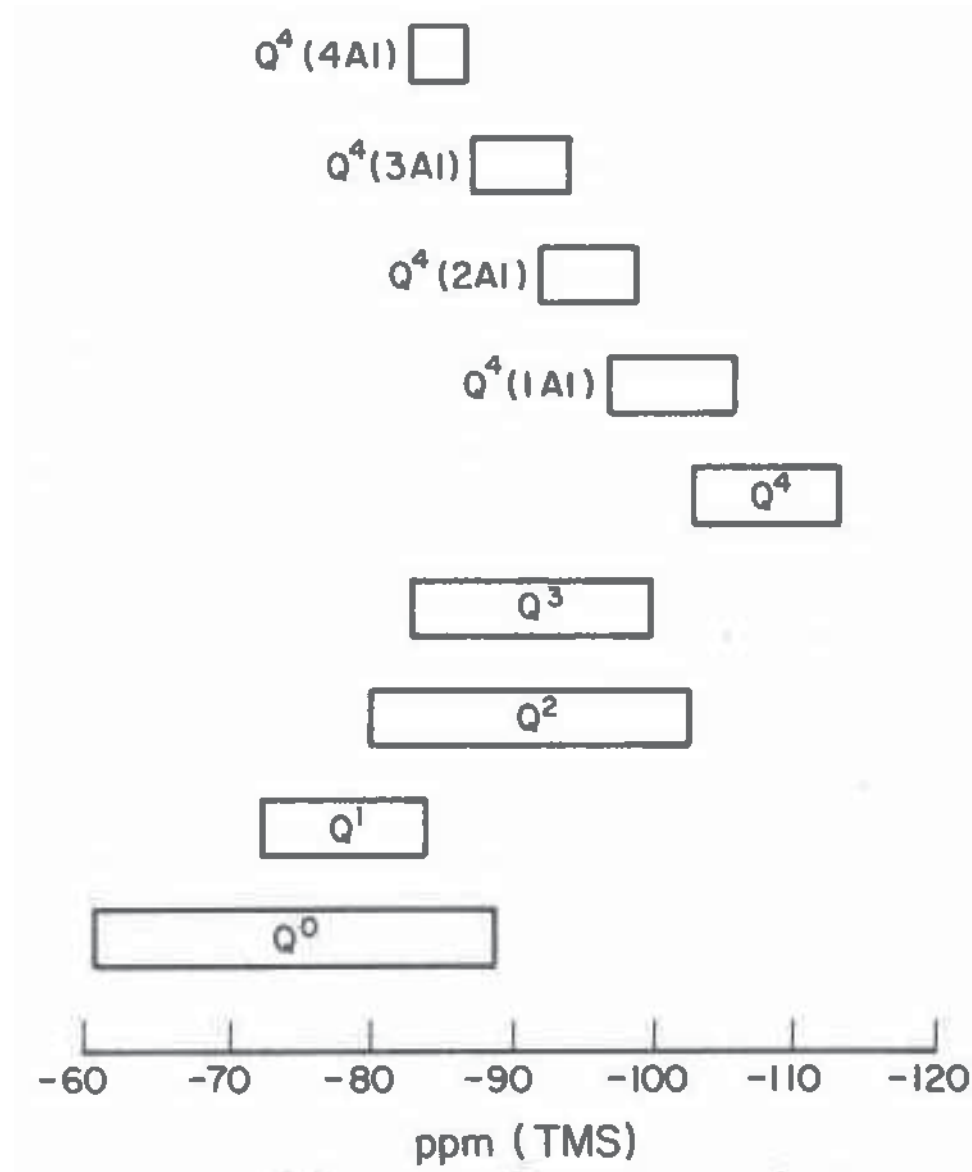 Q⁴(4Al)
Q⁴(3Al)
Q⁴(2Al)
Q⁴(1Al)
Q⁴
Q³
Q²
Q¹
Q⁰
-60 -70 -80 -90 -100 -110 -120
ppm (TMS)